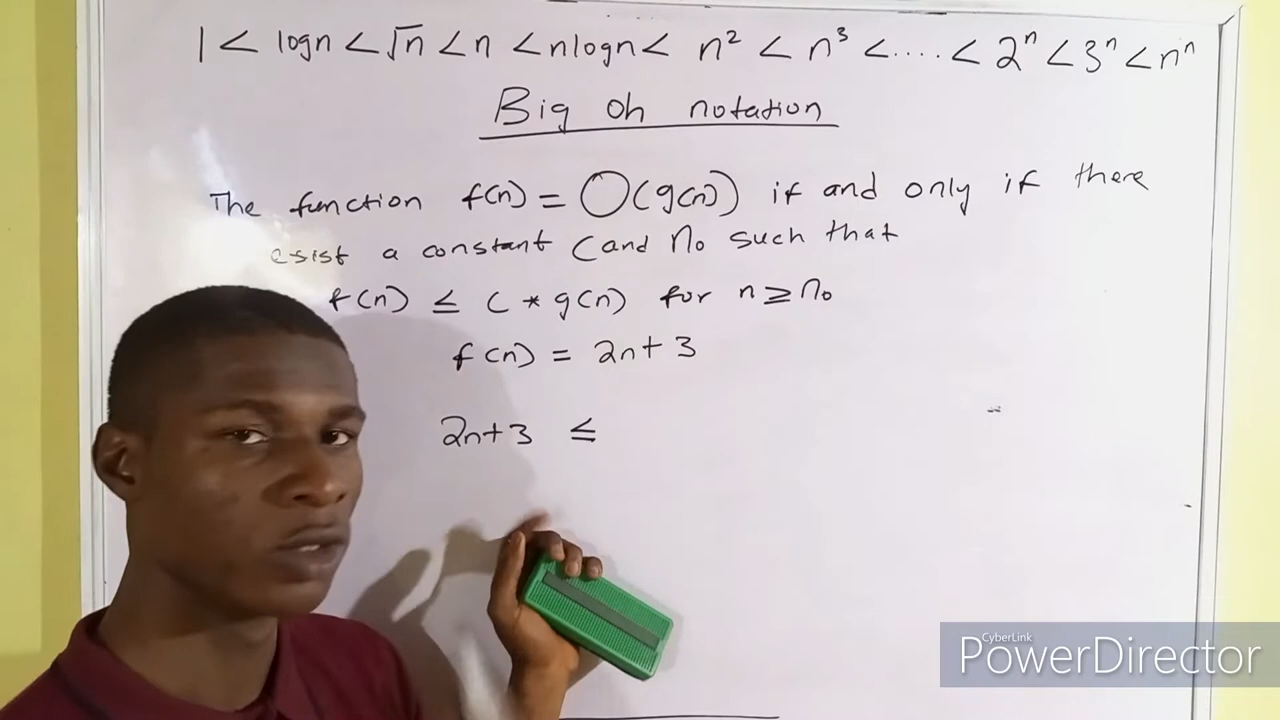 1 < logn < √n < n < nlogn < n² < n³ < .... < 2ⁿ < 3ⁿ < nⁿ
Big Oh notation
The function f(n) = O(g(n)) if and only if there
esist a constant C and n₀ such that
f(n) ≤ C * g(n) for n ≥ n₀
f(n) = 2n + 3
2n+3 ≤
CyberLink
PowerDirector